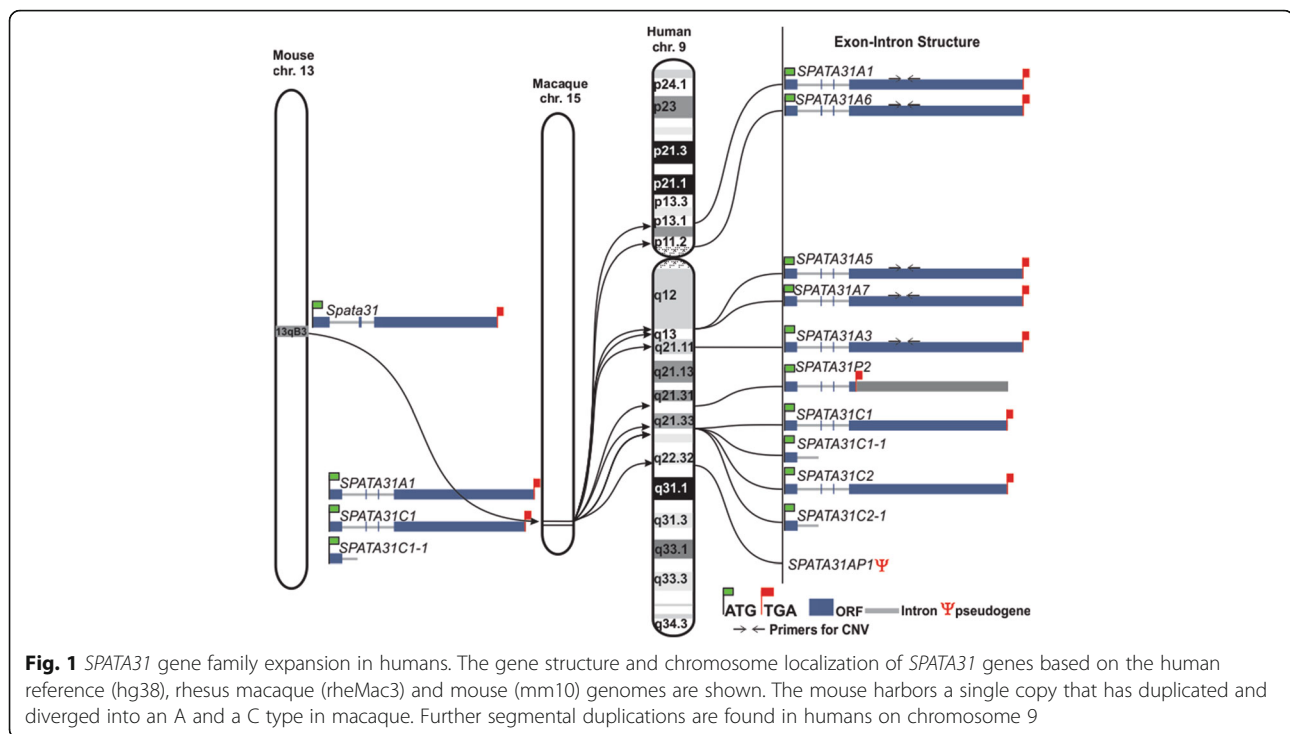 Mouse
chr. 13
Macaque
chr. 15
Human
chr. 9
Exon-Intron Structure
13qB3
Spata31
SPATA31A1
SPATA31C1
SPATA31C1-1
p24.1
p23
p21.3
p21.1
p13.3
p13.1
p11.2
q12
q13
q21.11
q21.13
q21.31
q21.33
q22.32
q31.1
q31.3
q33.1
q33.3
q34.3
SPATA31A1
SPATA31A6
SPATA31A5
SPATA31A7
SPATA31A3
SPATA31P2
SPATA31C1
SPATA31C1-1
SPATA31C2
SPATA31C2-1
SPATA31AP1Ψ
ATG TGA ORF Intron Ψ pseudogene
→ ← Primers for CNV
Fig. 1 SPATA31 gene family expansion in humans. The gene structure and chromosome localization of SPATA31 genes based on the human
reference (hg38), rhesus macaque (rheMac3) and mouse (mm10) genomes are shown. The mouse harbors a single copy that has duplicated and
diverged into an A and a C type in macaque. Further segmental duplications are found in humans on chromosome 9